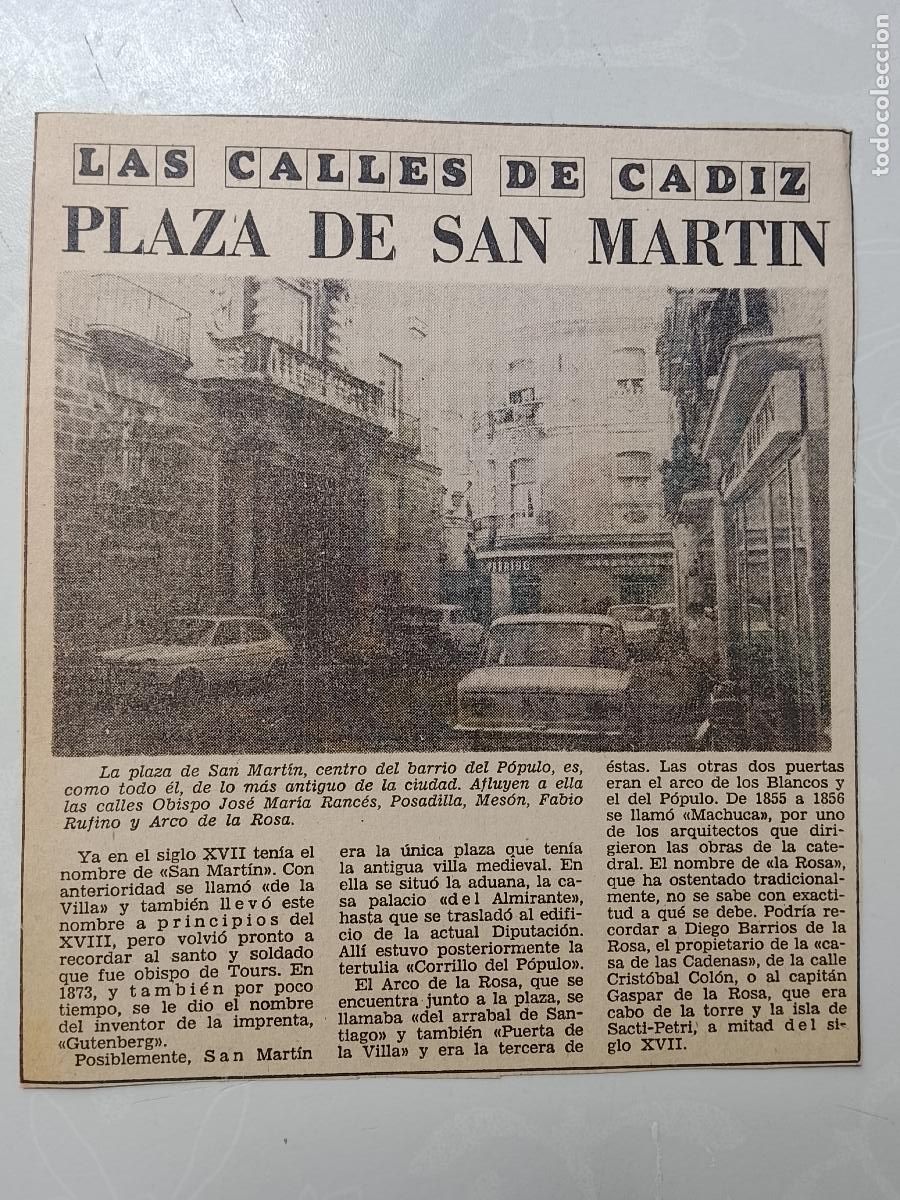 LAS CALLES DE CADIZ
PLAZA DE SAN MARTIN
La plaza de San Martín, centro del barrio del Pópulo, es,
como todo él, de lo más antiguo de la ciudad. Afluyen a ella
las calles Obispo José María Rancés, Posadilla, Mesón, Fabio
Rufino y Arco de la Rosa.
Ya en el siglo XVII tenía el
nombre de «San Martín». Con
anterioridad se llamó «de la
Villa» y también llevó este
nombre a principios del
XVIII, pero volvió pronto a
recordar al santo y soldado
que fue obispo de Tours. En
1873, y también por poco
tiempo, se le dio el nombre
del inventor de la imprenta,
«Gutenberg».
Posiblemente, San Martín
era la única plaza que tenía
la antigua villa medieval. En
ella se situó la aduana, la ca-
sa palacio «del Almirante»,
hasta que se trasladó al edifi-
cio de la actual Diputación.
Allí estuvo posteriormente la
tertulia «Corrillo del Pópulo».
El Arco de la Rosa, que se
encuentra junto a la plaza, se
llamaba «del arrabal de San-
tiago» y también «Puerta de
la Villa» y era la tercera de
éstas. Las otras dos puertas
eran el arco de los Blancos y
el del Pópulo. De 1855 a 1856
se llamó «Machuca», por uno
de los arquitectos que diri-
gieron las obras de la cate-
dral. El nombre de «la Rosa»,
que ha ostentado tradicional-
mente, no se sabe con exacti-
tud a qué se debe. Podría re-
cordar a Diego Barrios de la
Rosa, el propietario de la «ca-
sa de las Cadenas», de la calle
Cristóbal Colón, o al capitán
Gaspar de la Rosa, que era
cabo de la torre y la isla de
Sacti-Petri, a mitad del si-
glo XVII.
todocoleccion